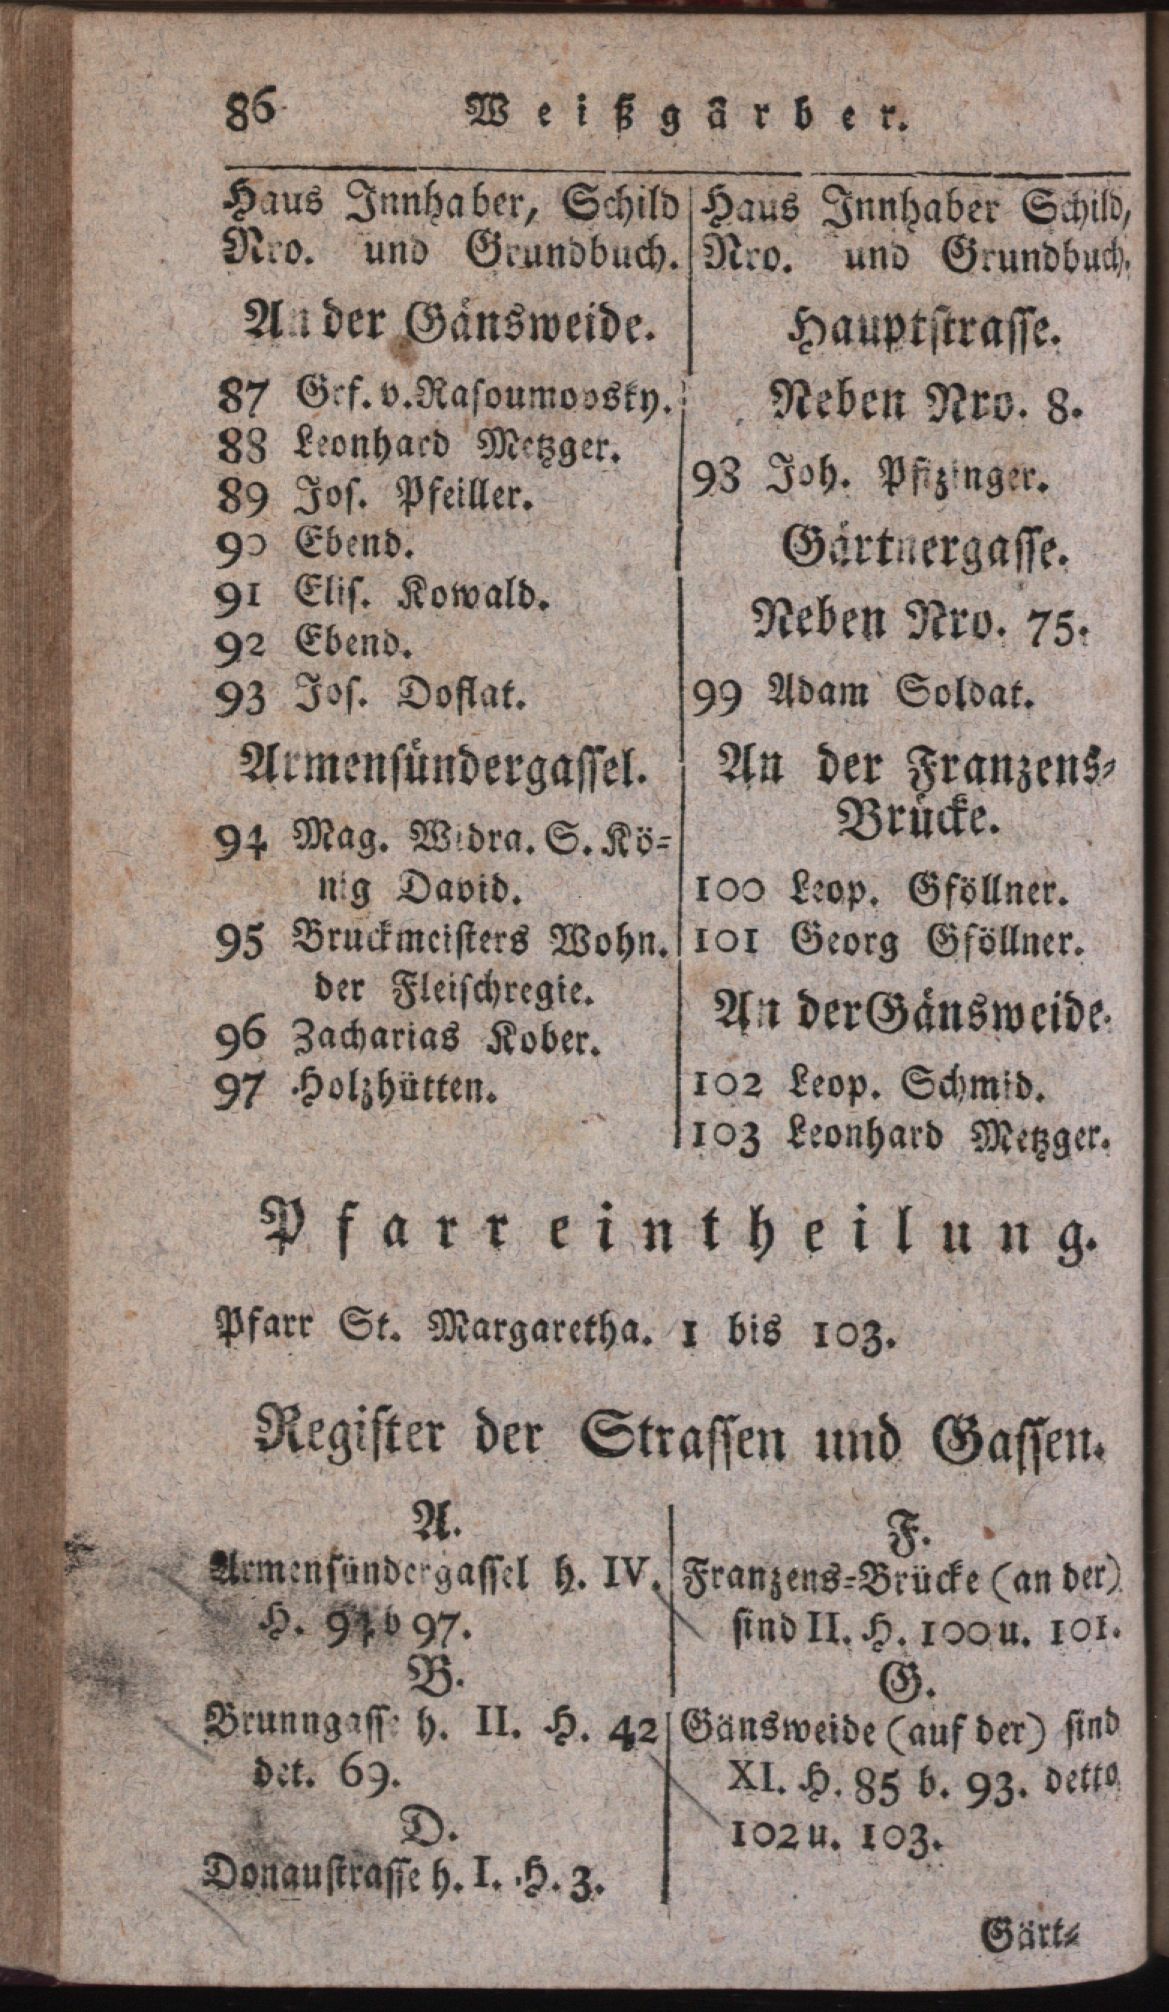 86 Weißgärber.
Haus Innhaber, Schild
Nro. und Grundbuch.
An der Gänsweide.
87 Grf. v. Rasoumovsky.
88 Leonhard Metzger.
89 Jos. Pfeiller.
90 Ebend.
91 Elis. Kowald.
92 Ebend.
93 Jos. Doflat.
Armensündergassel.
94 Mag. Widra. S. Kö-
nig David.
95 Bruckmeisters Wohn.
der Fleischregie.
96 Zacharias Kober.
97 Holzhütten.
Haus Innhaber Schild,
Nro. und Grundbuch.
Hauptstrasse.
Neben Nro. 8.
98 Joh. Pfizinger.
Gärtnergasse.
Neben Nro. 75.
99 Adam Soldat.
An der Franzens-
Brücke.
100 Leop. Gföllner.
101 Georg Gföllner.
An der Gänsweide.
102 Leop. Schmid.
103 Leonhard Metzger.
Pfarreintheilung.
Pfarr St. Margaretha. 1 bis 103.
Register der Strassen und Gassen.
A.
Armensündergassel h. IV.
H. 94 b 97.
B.
Brunngasse h. II. H. 42
det. 69.
D.
Donaustrasse h. I. H. 3.
F.
Franzens-Brücke (an der)
sind II. H. 100 u. 101.
G.
Gänsweide (auf der) sind
XI. H. 85 b. 93. detto
102 u. 103.
Gärt-